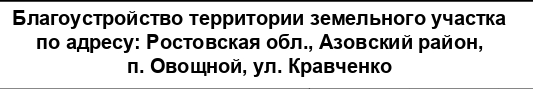 Благоустройство территории земельного участка
по адресу: Ростовская обл., Азовский район,
п. Овощной, ул. Кравченко